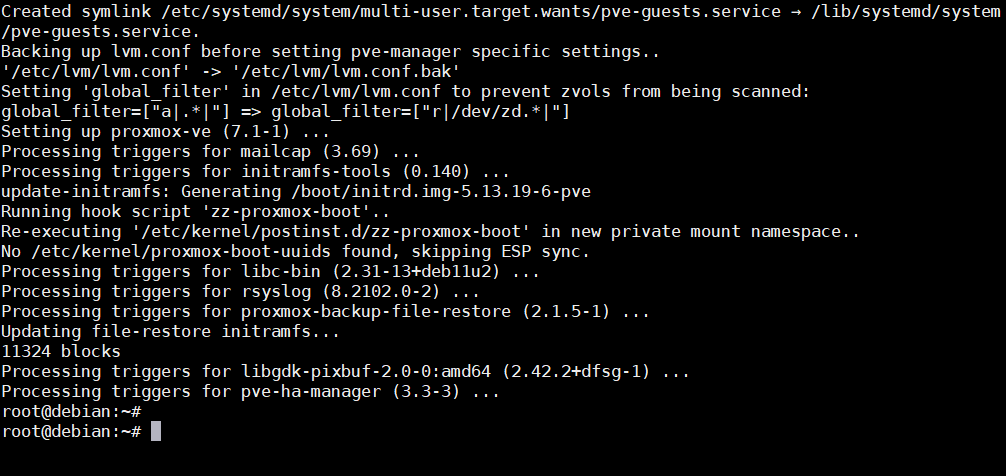 Created symlink /etc/systemd/system/multi-user.target.wants/pve-guests.service → /lib/systemd/system
/pve-guests.service.
Backing up lvm.conf before setting pve-manager specific settings..
'/etc/lvm/lvm.conf' -> '/etc/lvm/lvm.conf.bak'
Setting 'global_filter' in /etc/lvm/lvm.conf to prevent zvols from being scanned:
global_filter=["a|.*|"] => global_filter=["r|/dev/zd.*|"]
Setting up proxmox-ve (7.1-1) ...
Processing triggers for mailcap (3.69) ...
Processing triggers for initramfs-tools (0.140) ...
update-initramfs: Generating /boot/initrd.img-5.13.19-6-pve
Running hook script 'zz-proxmox-boot'..
Re-executing '/etc/kernel/postinst.d/zz-proxmox-boot' in new private mount namespace..
No /etc/kernel/proxmox-boot-uuids found, skipping ESP sync.
Processing triggers for libc-bin (2.31-13+deb11u2) ...
Processing triggers for rsyslog (8.2102.0-2) ...
Processing triggers for proxmox-backup-file-restore (2.1.5-1) ...
Updating file-restore initramfs...
11324 blocks
Processing triggers for libgdk-pixbuf-2.0-0:amd64 (2.42.2+dfsg-1) ...
Processing triggers for pve-ha-manager (3.3-3) ...
root@debian:~#
root@debian:~#